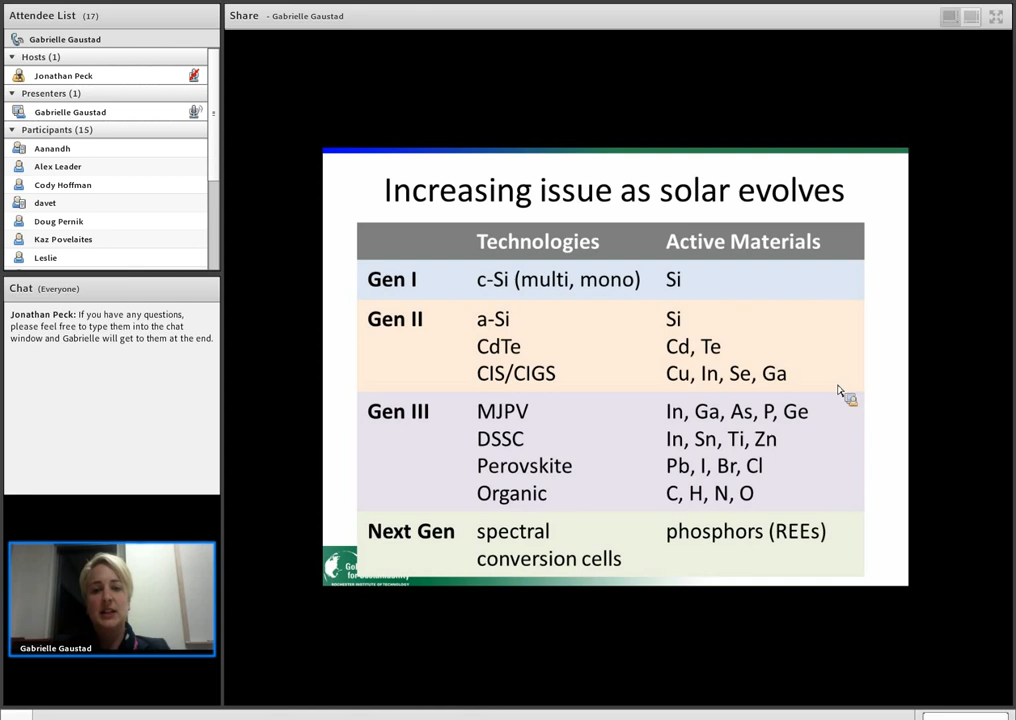 Attendee List (17)
Gabrielle Gaustad
Hosts (1)
Jonathan Peck
Presenters (1)
Gabrielle Gaustad
Participants (15)
Aanandh
Alex Leader
Cody Hoffman
davet
Doug Pernik
Kaz Povelaites
Leslie
Chat (Everyone)
Jonathan Peck: If you have any questions,
please feel free to type them into the chat
window and Gabrielle will get to them at the end.
Gabrielle Gaustad
Share - Gabrielle Gaustad
Increasing issue as solar evolves
Technologies Active Materials
Gen I c-Si (multi, mono) Si
Gen II a-Si Si
CdTe Cd, Te
CIS/CIGS Cu, In, Se, Ga
Gen III MJPV In, Ga, As, P, Ge
DSSC In, Sn, Ti, Zn
Perovskite Pb, I, Br, Cl
Organic C, H, N, O
Next Gen spectral phosphors (REEs)
conversion cells
ROCHESTER INSTITUTE OF TECHNOLOGY